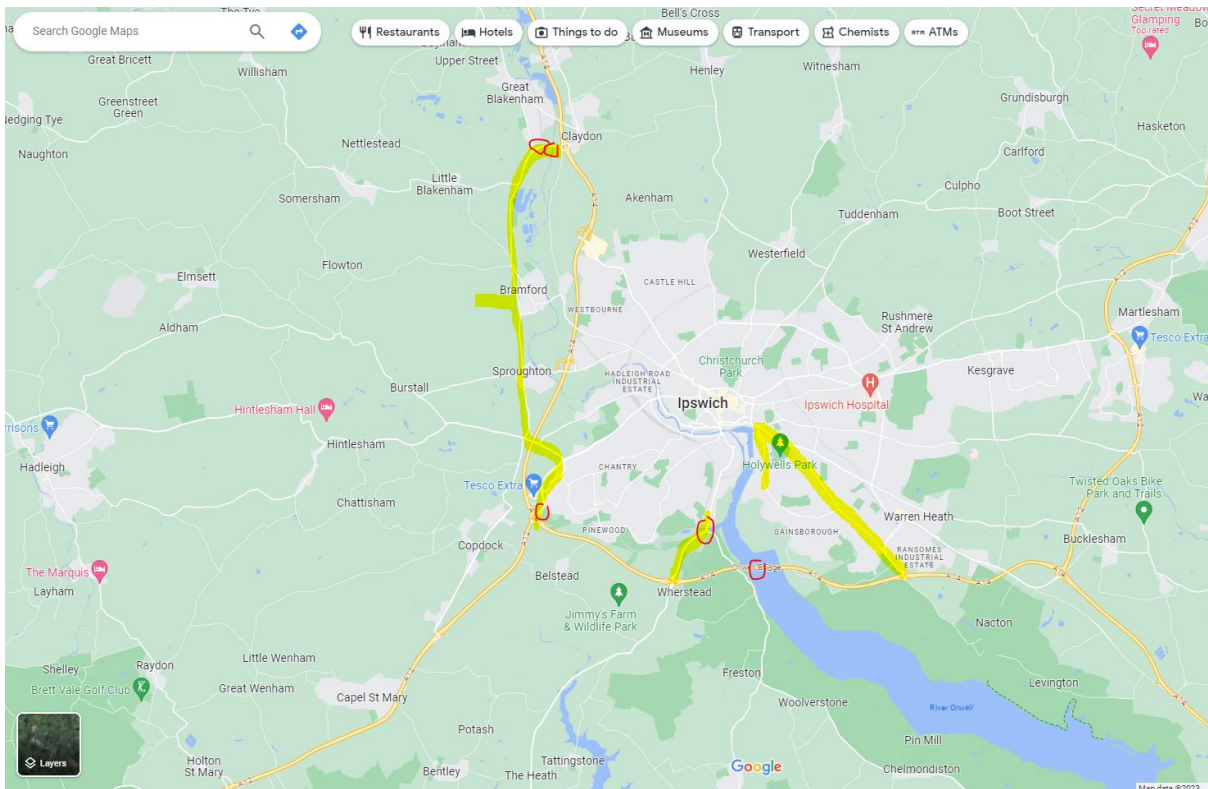 Search Google Maps
Restaurants
Hotels
Things to do
Museums
Transport
Chemists
ATMs
Bell's Cross
Glamping
Top rated
Great Bricett
Willisham
Upper Street
Great
Blakenham
Henley
Witnesham
Grundisburgh
Greenstreet
Green
Nedging Tye
Naughton
Nettlestead
Claydon
Hasketon
Carlford
Little
Blakenham
Somersham
Akenham
Culpho
Tuddenham
Boot Street
A14
Flowton
Westerfield
Elmsett
Bramford
CASTLE HILL
WESTBOURNE
Martlesham
A12
Rushmere
St Andrew
Aldham
Tesco Extra
Christchurch
Park
Sproughton
HADLEIGH ROAD
INDUSTRIAL
ESTATE
Kesgrave
Burstall
Ipswich
Ipswich Hospital
Hintlesham Hall
Hintlesham
Hadleigh
CHANTRY
Holywells Park
Tesco Extra
Chattisham
Twisted Oaks Bike
Park and Trails
Warren Heath
PINEWOOD
GAINSBOROUGH
Copdock
Bucklesham
RANSOMES
INDUSTRIAL
ESTATE
The Marquis
Layham
Belstead
A14
Wherstead
Jimmy's Farm
& Wildlife Park
Nacton
Shelley
Raydon
Little Wenham
Freston
Levington
Brett Vale Golf Club
Great Wenham
Capel St Mary
Woolverstone
River Orwell
Potash
Pin Mill
Layers
Holton
St Mary
Bentley
Tattingstone
The Heath
Google
Chelmondiston
Map data ©2023